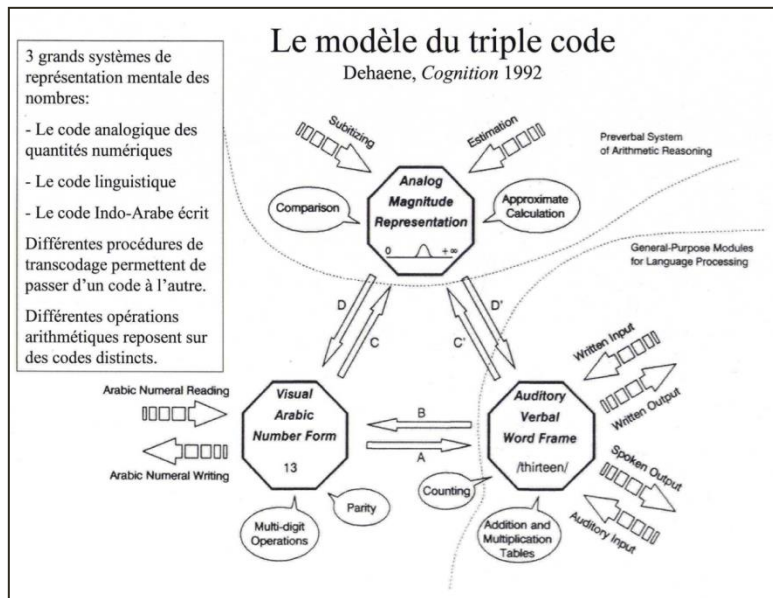 Le modèle du triple code
Dehaene, Cognition 1992
3 grands systèmes de
représentation mentale des
nombres:
- Le code analogique des
quantités numériques
- Le code linguistique
- Le code Indo-Arabe écrit
Différentes procédures de
transcodage permettent de
passer d'un code à l'autre.
Différentes opérations
arithmétiques reposent sur
des codes distincts.
Subitizing
Estimation
Preverbal System
of Arithmetic Reasoning
Analog
Magnitude
Representation
0 +∞
Comparison
Approximate
Calculation
General-Purpose Modules
for Language Processing
D
C
D'
C'
Written Input
Written Output
Arabic Numeral Reading
Arabic Numeral Writing
Visual
Arabic
Number Form
13
B
A
Auditory
Verbal
Word Frame
/thirteen/
Spoken Output
Auditory Input
Counting
Parity
Multi-digit
Operations
Addition and
Multiplication
Tables